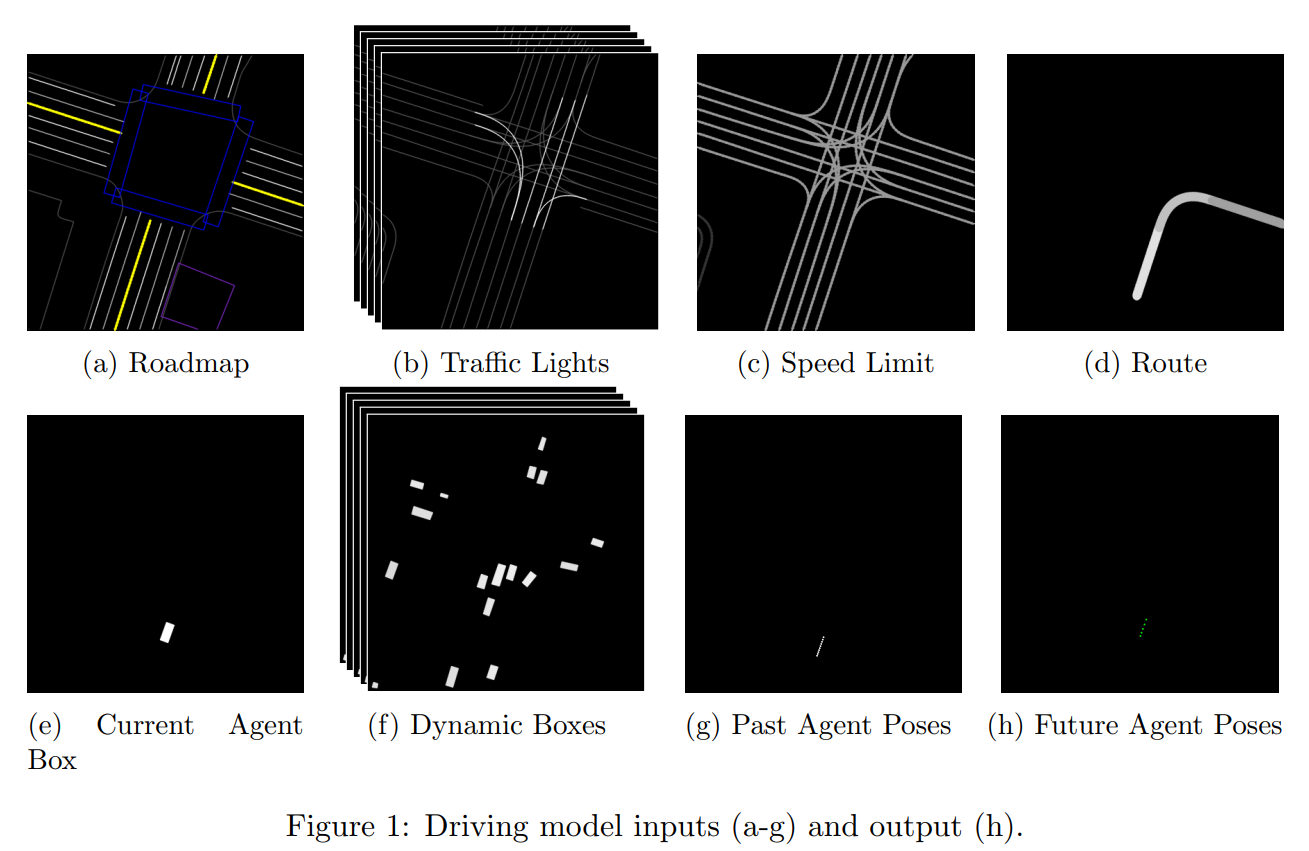 (a) Roadmap
(b) Traffic Lights
(c) Speed Limit
(d) Route
(e) Current Agent
Box
(f) Dynamic Boxes
(g) Past Agent Poses
(h) Future Agent Poses
Figure 1: Driving model inputs (a-g) and output (h).